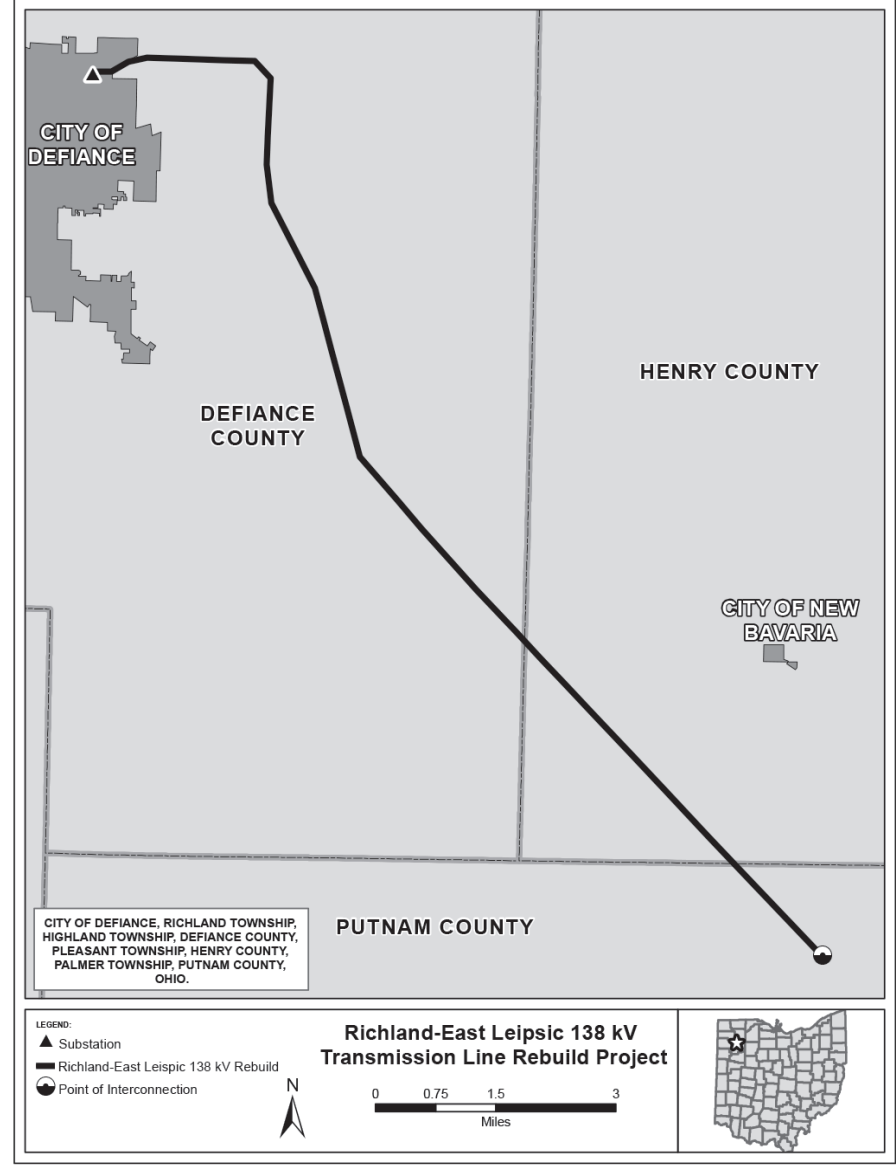 CITY OF
DEFIANCE
HENRY COUNTY
DEFIANCE
COUNTY
CITY OF NEW
BAVARIA
PUTNAM COUNTY
CITY OF DEFIANCE, RICHLAND TOWNSHIP,
HIGHLAND TOWNSHIP, DEFIANCE COUNTY,
PLEASANT TOWNSHIP, HENRY COUNTY,
PALMER TOWNSHIP, PUTNAM COUNTY,
OHIO.
LEGEND:
Substation
Richland-East Leispic 138 kV Rebuild
Point of Interconnection
N
Richland-East Leipsic 138 kV
Transmission Line Rebuild Project
0 0.75 1.5 3
Miles